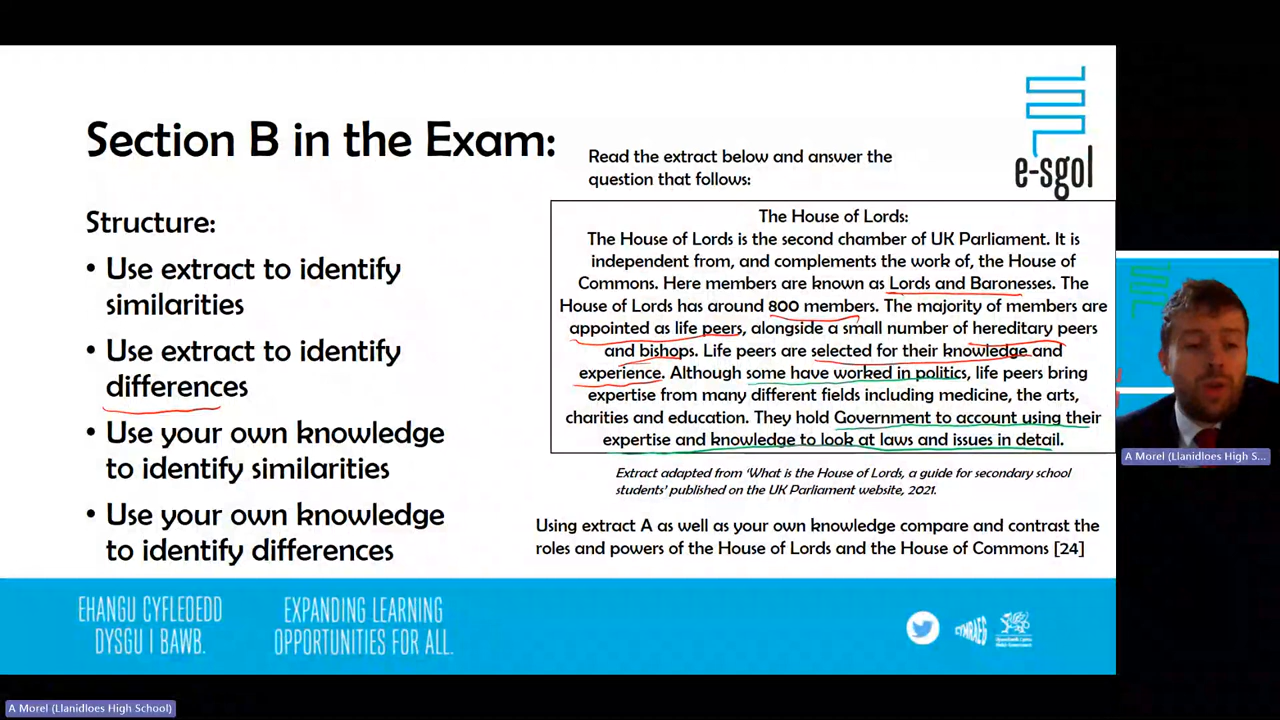 Section B in the Exam:
Structure:
• Use extract to identify
similarities
• Use extract to identify
differences
• Use your own knowledge
to identify similarities
• Use your own knowledge
to identify differences
Read the extract below and answer the
question that follows:
e-sgol
The House of Lords:
The House of Lords is the second chamber of UK Parliament. It is
independent from, and complements the work of, the House of
Commons. Here members are known as Lords and Baronesses. The
House of Lords has around 800 members. The majority of members are
appointed as life peers, alongside a small number of hereditary peers
and bishops. Life peers are selected for their knowledge and
experience. Although some have worked in politics, life peers bring
expertise from many different fields including medicine, the arts,
charities and education. They hold Government to account using their
expertise and knowledge to look at laws and issues in detail.
Extract adapted from ‘What is the House of Lords, a guide for secondary school
students’ published on the UK Parliament website, 2021.
Using extract A as well as your own knowledge compare and contrast the
roles and powers of the House of Lords and the House of Commons [24]
A Morel (Llanidloes High S...
EHANGU CYFLEDEDD
DYSGU I BAWB.
EXPANDING LEARNING
OPPORTUNITIES FOR ALL.
CYMRAEG
A Morel (Llanidloes High School)